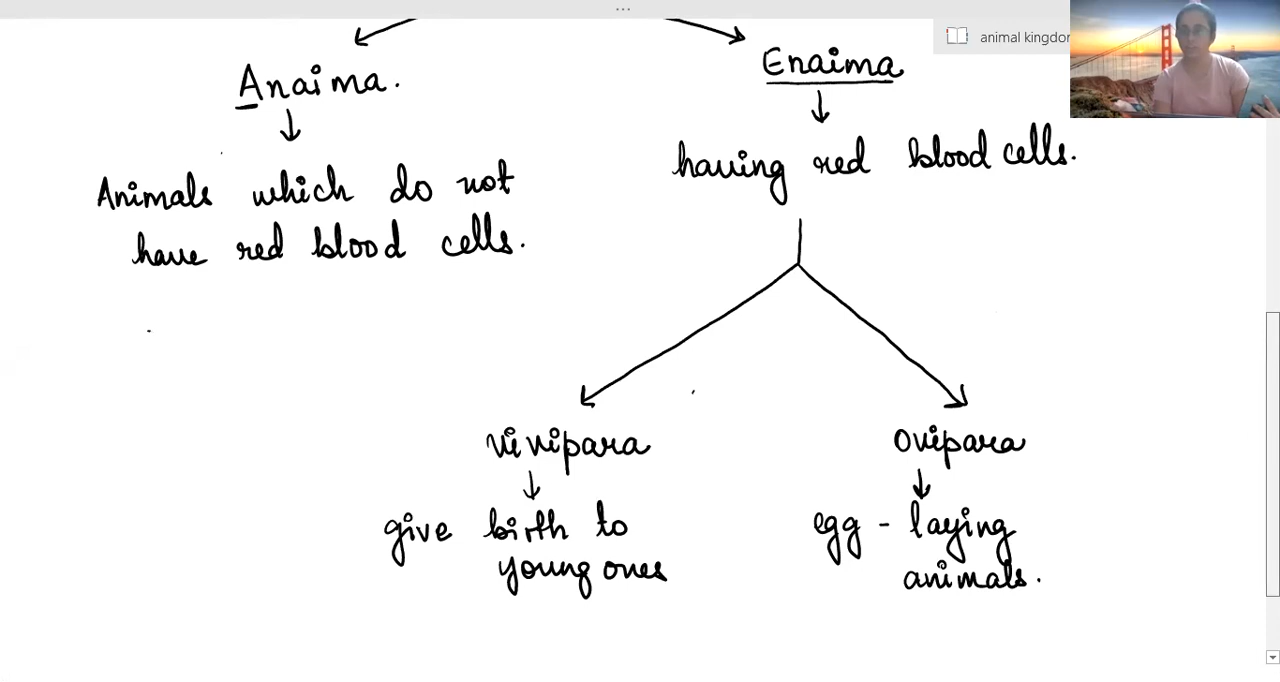 ...
animal kingdo
Anaima.
Enaima
Animals which do not
have red blood cells.
having red blood cells.
vivipara
ovipara
give birth to
young ones
egg - laying
animals.